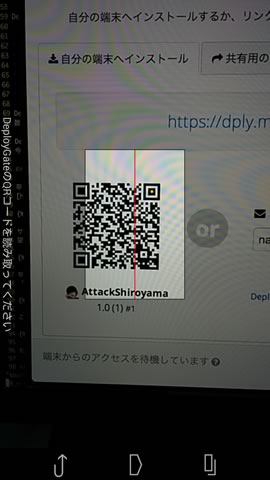 自分の端末へインストールするか、リン
自分の端末へインストール
共有用の
https://dply.m
or
na
AttackShiroyama
1.0 (1) #1
Depl
端末からのアクセスを待機しています
DeployGateのQRコードを読み取ってください